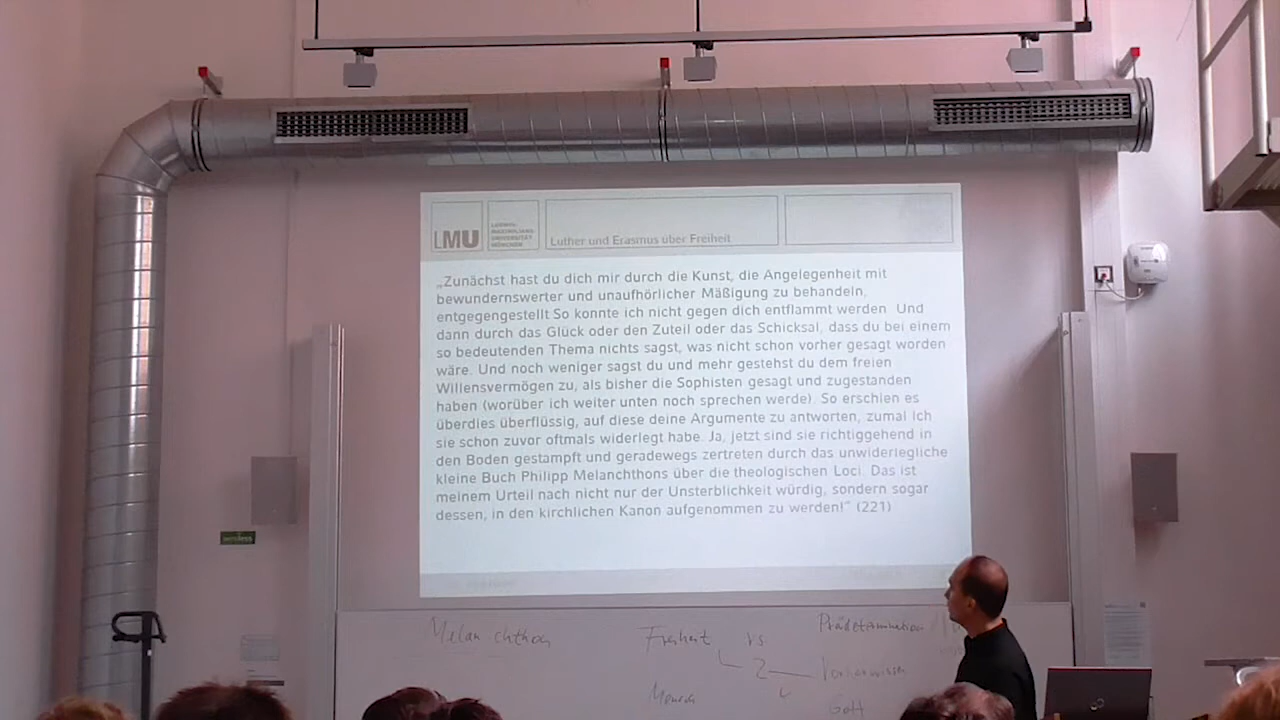 LMU
LUDWIG-
MAXIMILIANS-
UNIVERSITÄT
MÜNCHEN
Luther und Erasmus über Freiheit
„Zunächst hast du dich mir durch die Kunst, die Angelegenheit mit
bewundernswerter und unaufhörlicher Mäßigung zu behandeln,
entgegengestellt So konnte ich nicht gegen dich entflammt werden. Und
dann durch das Glück oder den Zuteil oder das Schicksal, dass du bei einem
so bedeutenden Thema nichts sagst, was nicht schon vorher gesagt worden
wäre. Und noch weniger sagst du und mehr gestehst du dem freien
Willensvermögen zu, als bisher die Sophisten gesagt und zugestanden
haben (worüber ich weiter unten noch sprechen werde). So erschien es
überdies überflüssig, auf diese deine Argumente zu antworten, zumal ich
sie schon zuvor oftmals widerlegt habe. Ja, jetzt sind sie richtiggehend in
den Boden gestampft und geradewegs zertreten durch das unwiderlegliche
kleine Buch Philipp Melanchthons über die theologischen Loci. Das ist
meinem Urteil nach nicht nur der Unsterblichkeit würdig, sondern sogar
dessen, in den kirchlichen Kanon aufgenommen zu werden!“ (221)
Melanchthon
Freiheit vs Prädetermination
Vorherwissen
Mensch
Gott